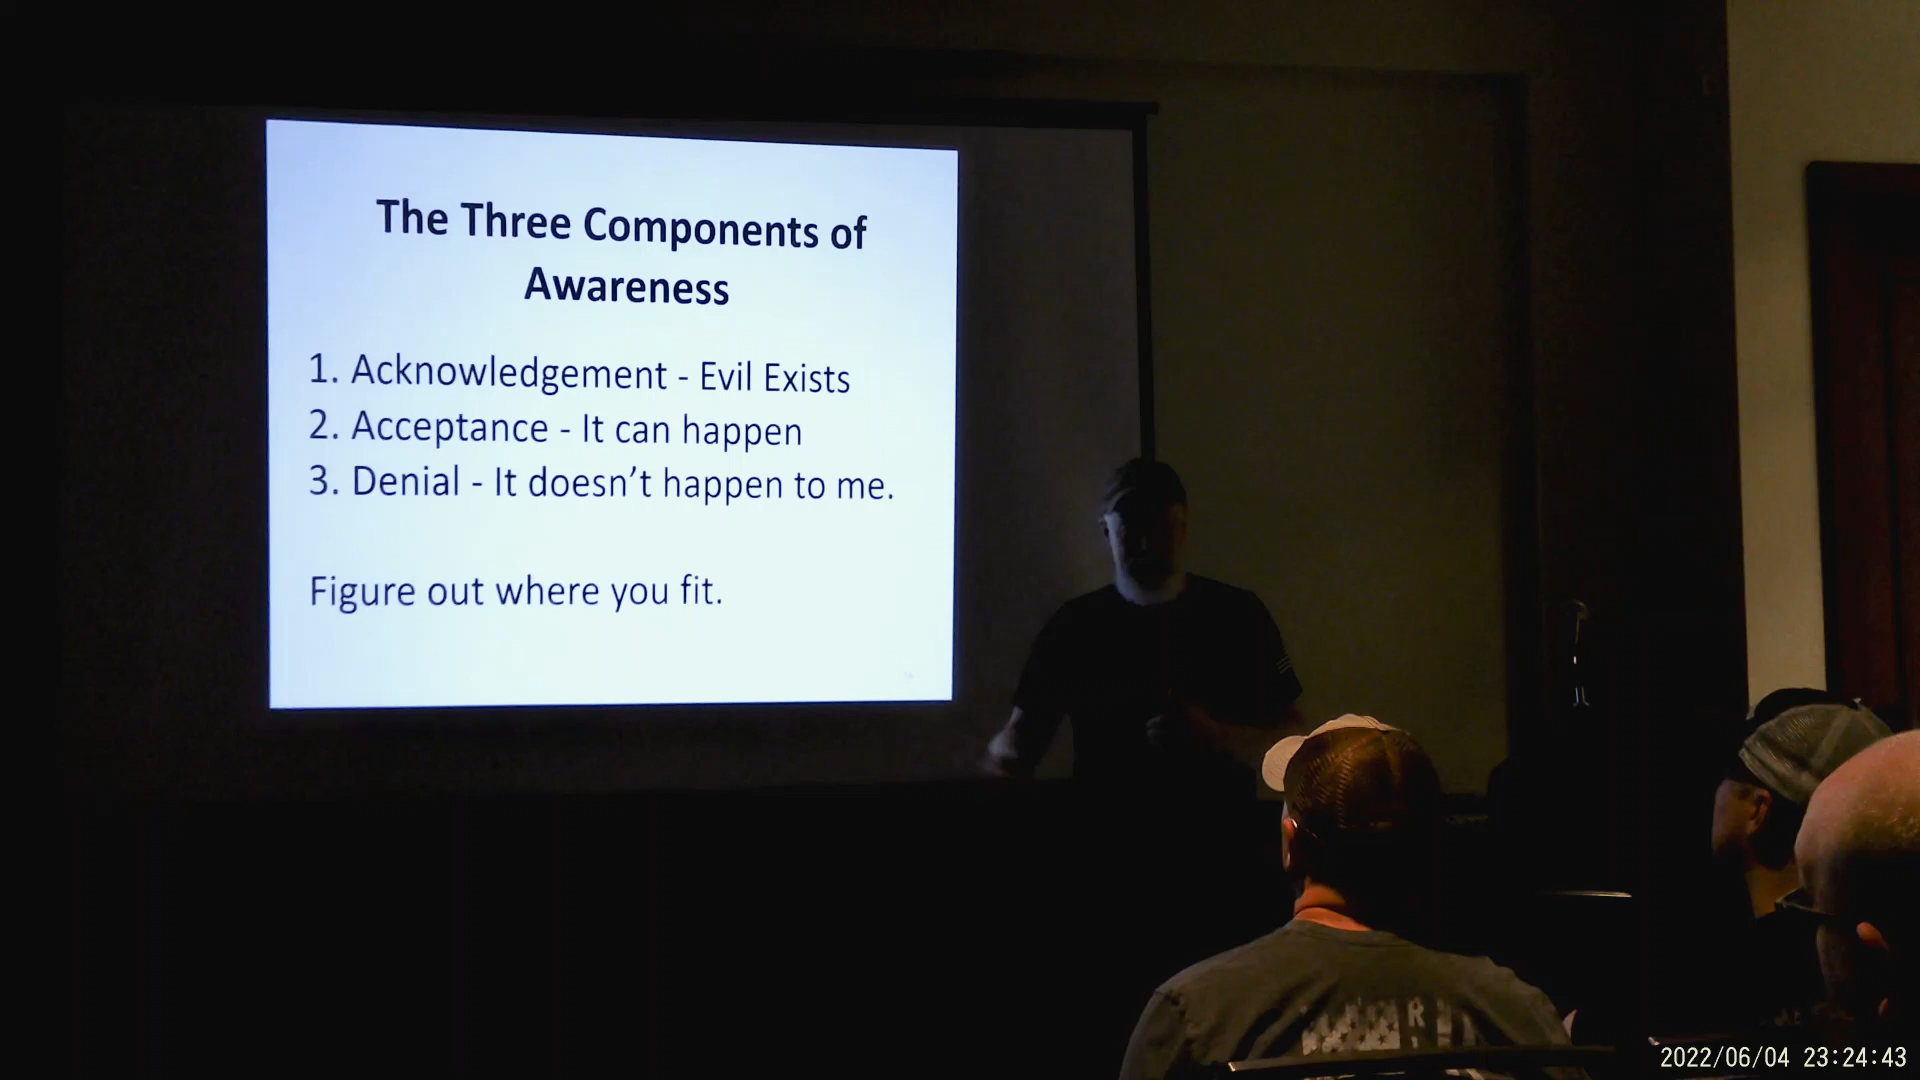 The Three Components of
Awareness
1. Acknowledgement - Evil Exists
2. Acceptance - It can happen
3. Denial - It doesn't happen to me.
Figure out where you fit.
2022/06/04 23:24:43